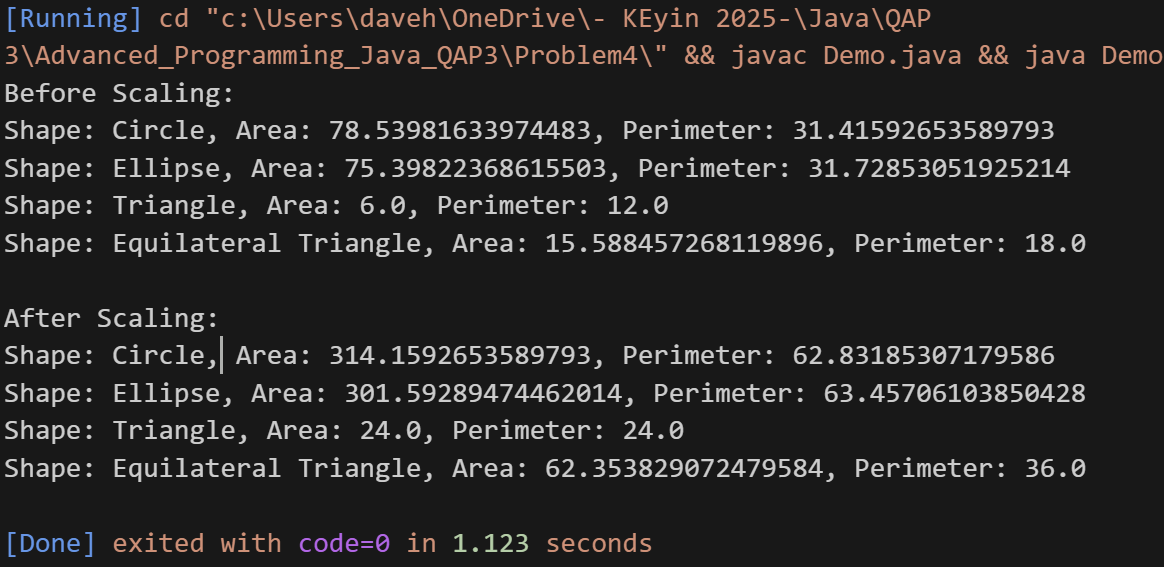 [Running] cd "c:\Users\daveh\OneDrive\- KEyin 2025-\Java\QAP
3\Advanced_Programming_Java_QAP3\Problem4\" && javac Demo.java && java Demo
Before Scaling:
Shape: Circle, Area: 78.53981633974483, Perimeter: 31.41592653589793
Shape: Ellipse, Area: 75.39822368615503, Perimeter: 31.72853051925214
Shape: Triangle, Area: 6.0, Perimeter: 12.0
Shape: Equilateral Triangle, Area: 15.588457268119896, Perimeter: 18.0

After Scaling:
Shape: Circle, Area: 314.1592653589793, Perimeter: 62.83185307179586
Shape: Ellipse, Area: 301.59289474462014, Perimeter: 63.45706103850428
Shape: Triangle, Area: 24.0, Perimeter: 24.0
Shape: Equilateral Triangle, Area: 62.353829072479584, Perimeter: 36.0

[Done] exited with code=0 in 1.123 seconds